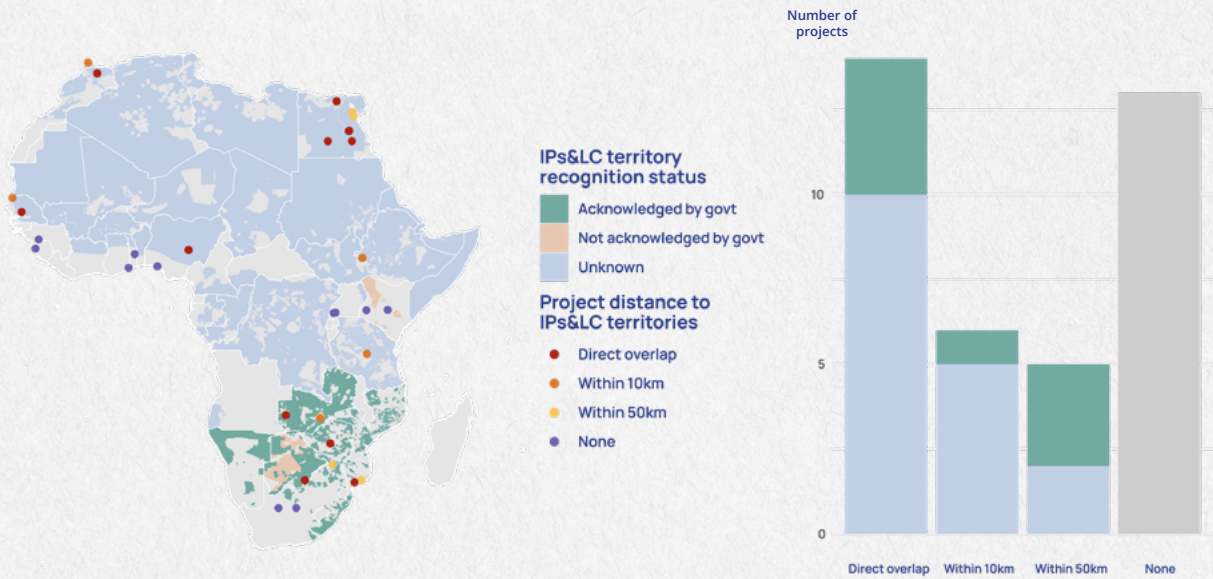 IPs&LC territory
recognition status
Acknowledged by govt
Not acknowledged by govt
Unknown
Project distance to
IPs&LC territories
Direct overlap
Within 10km
Within 50km
None
Number of
projects
10
5
0
Direct overlap
Within 10km
Within 50km
None